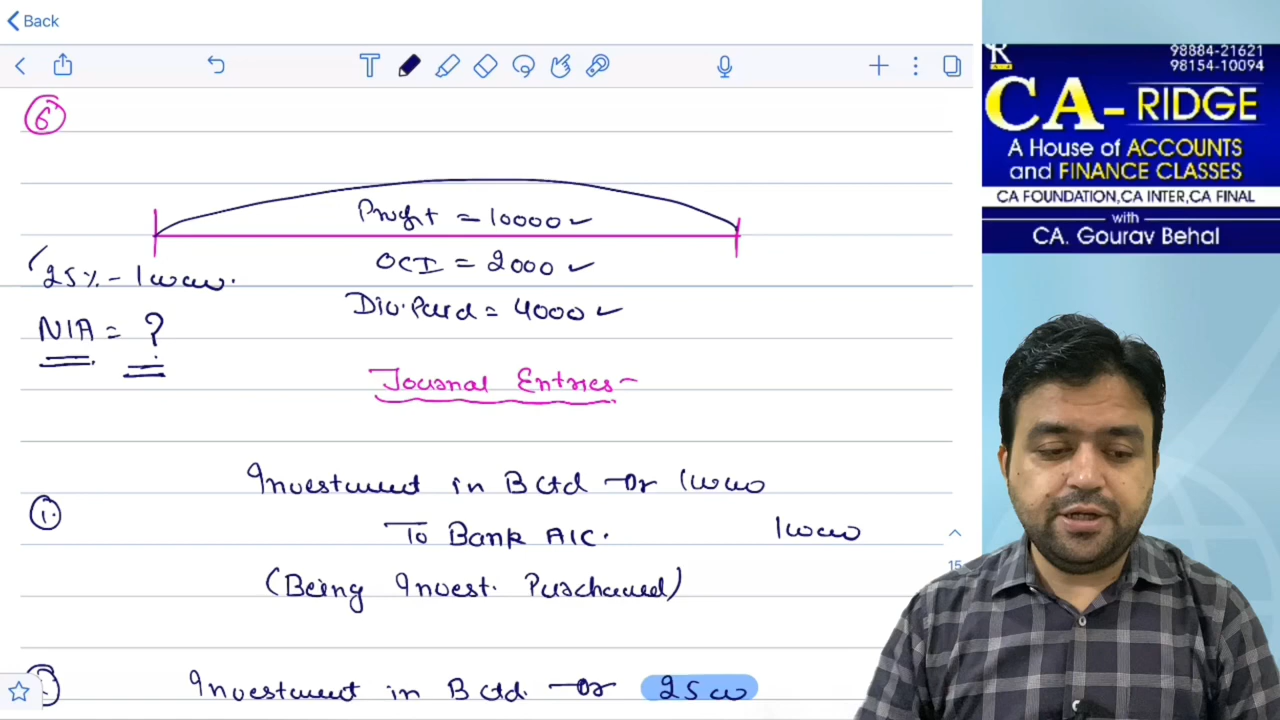 Back
98884-21621
98154-10094
CA-RIDGE
A House of ACCOUNTS
and FINANCE CLASSES
CA FOUNDATION,CA INTER,CA FINAL
with
CA. Gourav Behal
6
Profit = 10000
OCI = 2000
Div. Paid = 4000
25% - 10000.
NIA = ?
Journal Entries -
1.
Investment in B Ltd Dr 10000
To Bank A/C. 10000
(Being Invest. Purchased)
15
Investment in B Ltd. Dr 2500